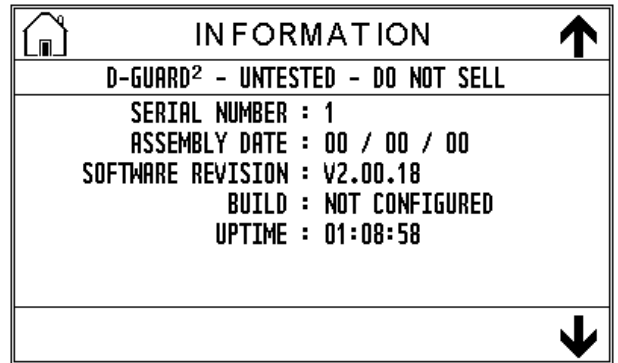 INFORMATION
D-GUARD² - UNTESTED - DO NOT SELL
SERIAL NUMBER : 1
ASSEMBLY DATE : 00 / 00 / 00
SOFTWARE REVISION : V2.00.18
BUILD : NOT CONFIGURED
UPTIME : 01:08:58